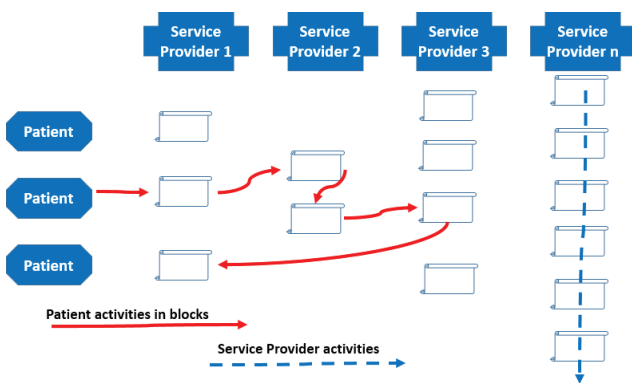 Service
Provider 1
Service
Provider 2
Service
Provider 3
Service
Provider n
Patient
Patient
Patient
Patient activities in blocks
Service Provider activities